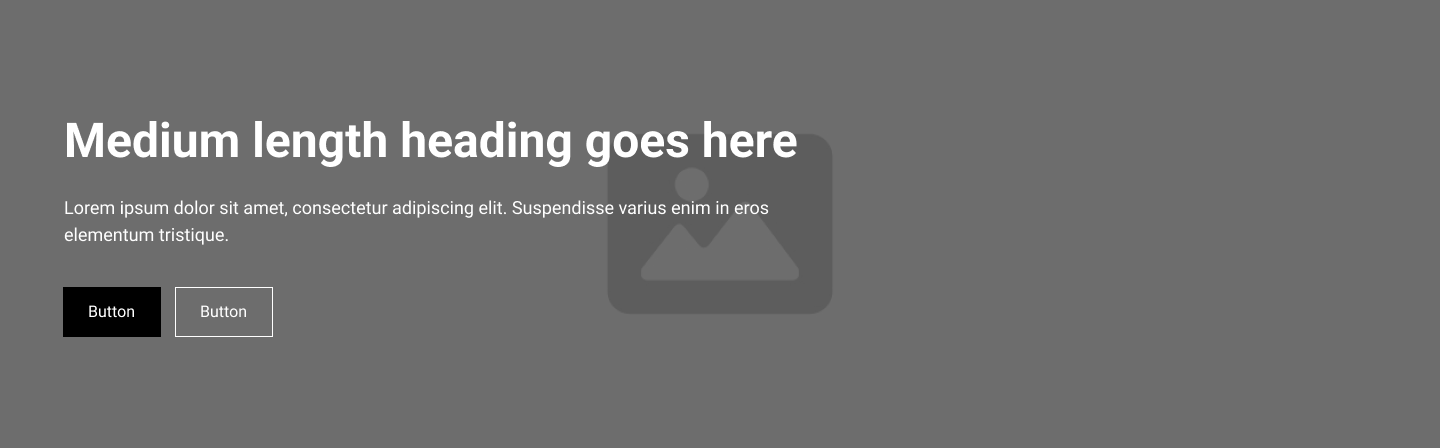 Medium length heading goes here
Lorem ipsum dolor sit amet, consectetur adipiscing elit. Suspendisse varius enim in eros
elementum tristique.
Button
Button